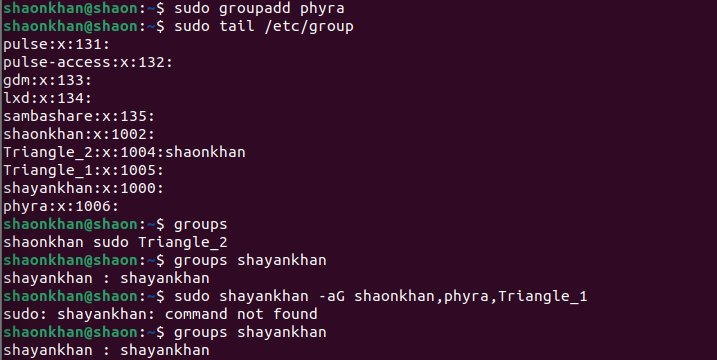 shaonkhan@shaon:~$ sudo groupadd phyra
shaonkhan@shaon:~$ sudo tail /etc/group
pulse:x:131:
pulse-access:x:132:
gdm:x:133:
lxd:x:134:
sambashare:x:135:
shaonkhan:x:1002:
Triangle_2:x:1004:shaonkhan
Triangle_1:x:1005:
shayankhan:x:1000:
phyra:x:1006:
shaonkhan@shaon:~$ groups
shaonkhan sudo Triangle_2
shaonkhan@shaon:~$ groups shayankhan
shayankhan : shayankhan
shaonkhan@shaon:~$ sudo shayankhan -aG shaonkhan,phyra,Triangle_1
sudo: shayankhan: command not found
shaonkhan@shaon:~$ groups shayankhan
shayankhan : shayankhan